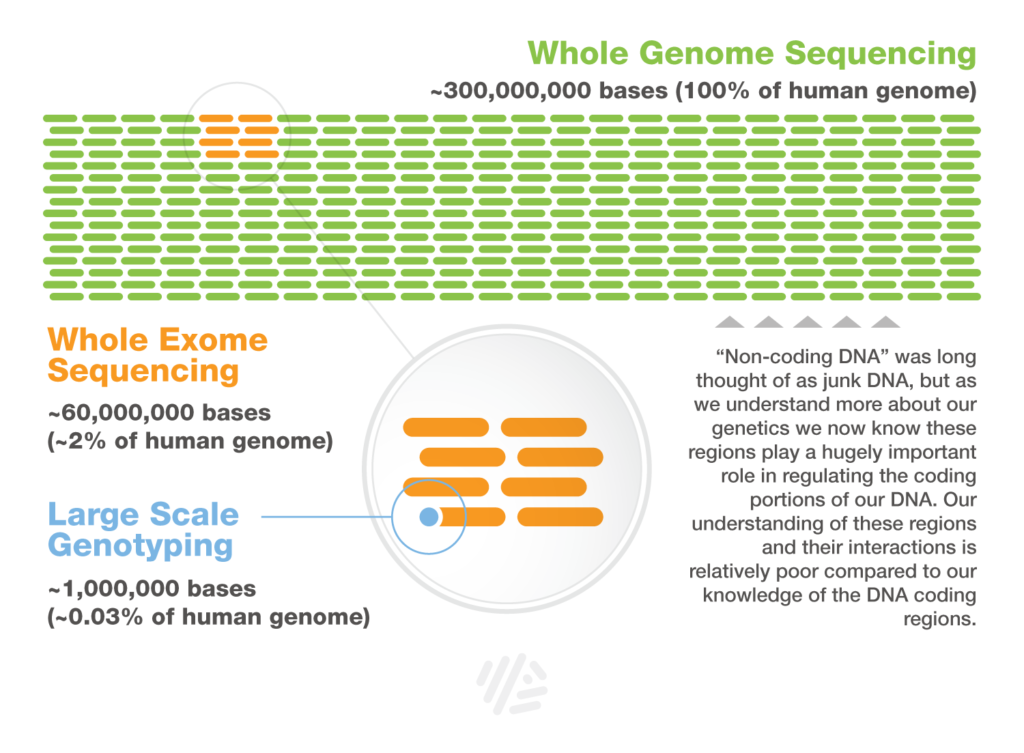 Whole Genome Sequencing
~300,000,000 bases (100% of human genome)
Whole Exome
Sequencing
~60,000,000 bases
(~2% of human genome)
Large Scale
Genotyping
~1,000,000 bases
(~0.03% of human genome)
“Non-coding DNA” was long
thought of as junk DNA, but as
we understand more about our
genetics we now know these
regions play a hugely important
role in regulating the coding
portions of our DNA. Our
understanding of these regions
and their interactions is
relatively poor compared to our
knowledge of the DNA coding
regions.